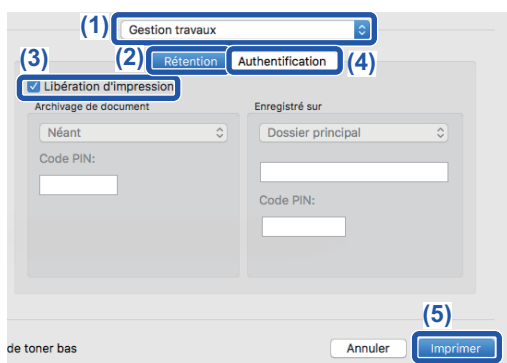 (1) Gestion travaux
(2) Rétention Authentification (4)
(3)
Libération d'impression
Archivage de document Enregistré sur
Néant Dossier principal
Code PIN:
Code PIN:
(5)
de toner bas Annuler Imprimer